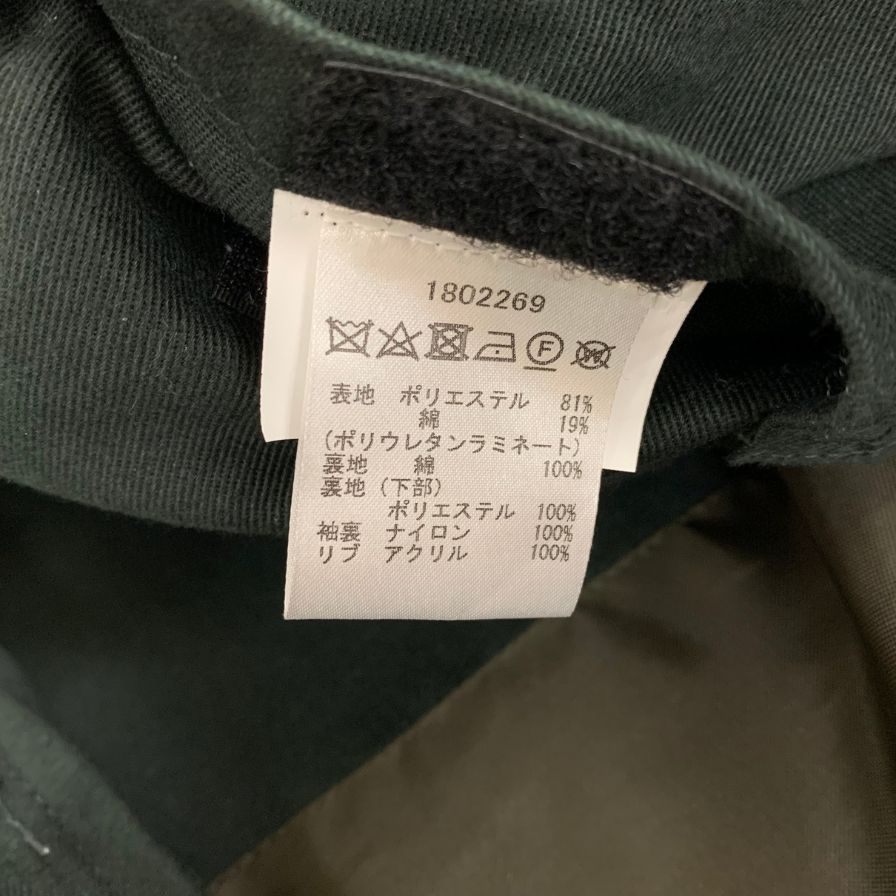 1802269
F W
表地 ポリエステル 81%
綿 19%
(ポリウレタンラミネート)
裏地 綿 100%
裏地(下部)
ポリエステル 100%
袖裏 ナイロン 100%
リブ アクリル 100%